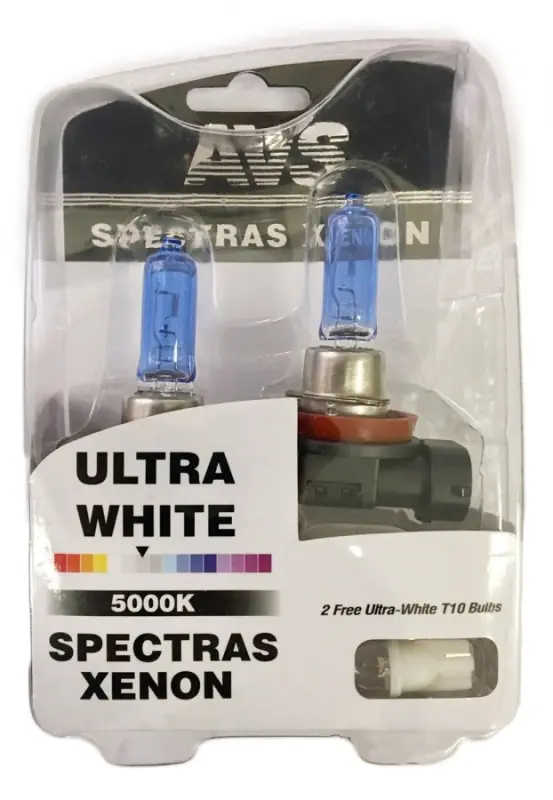 AVS
SPECTRAS XENON
ULTRA
WHITE
5000K
SPECTRAS
XENON
2 Free Ultra-White T10 Bulbs